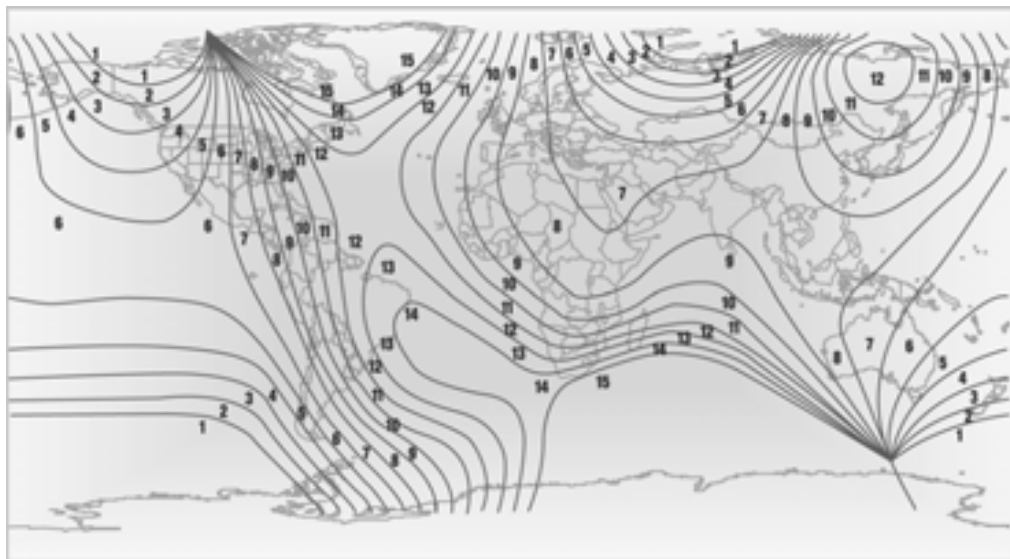 1 15 1 5 6 7
2 1 14 13 10 9 8 4 3 2 1 2 12 11 10 9 8
3 2 15 12 11 3 4 5
4 3 14 6 11
6 5 4 13 7 8 8 10
5 6 7 8 9 10 11 12
7
6 6 7 8 9 10 11 12 8
13 9 9
10 10
14 11 12 13 14 12 11
13 12 13 14 15 8 7 6 5
3 4 11 4
2 5 10 3
1 6 9 2
7 8 1